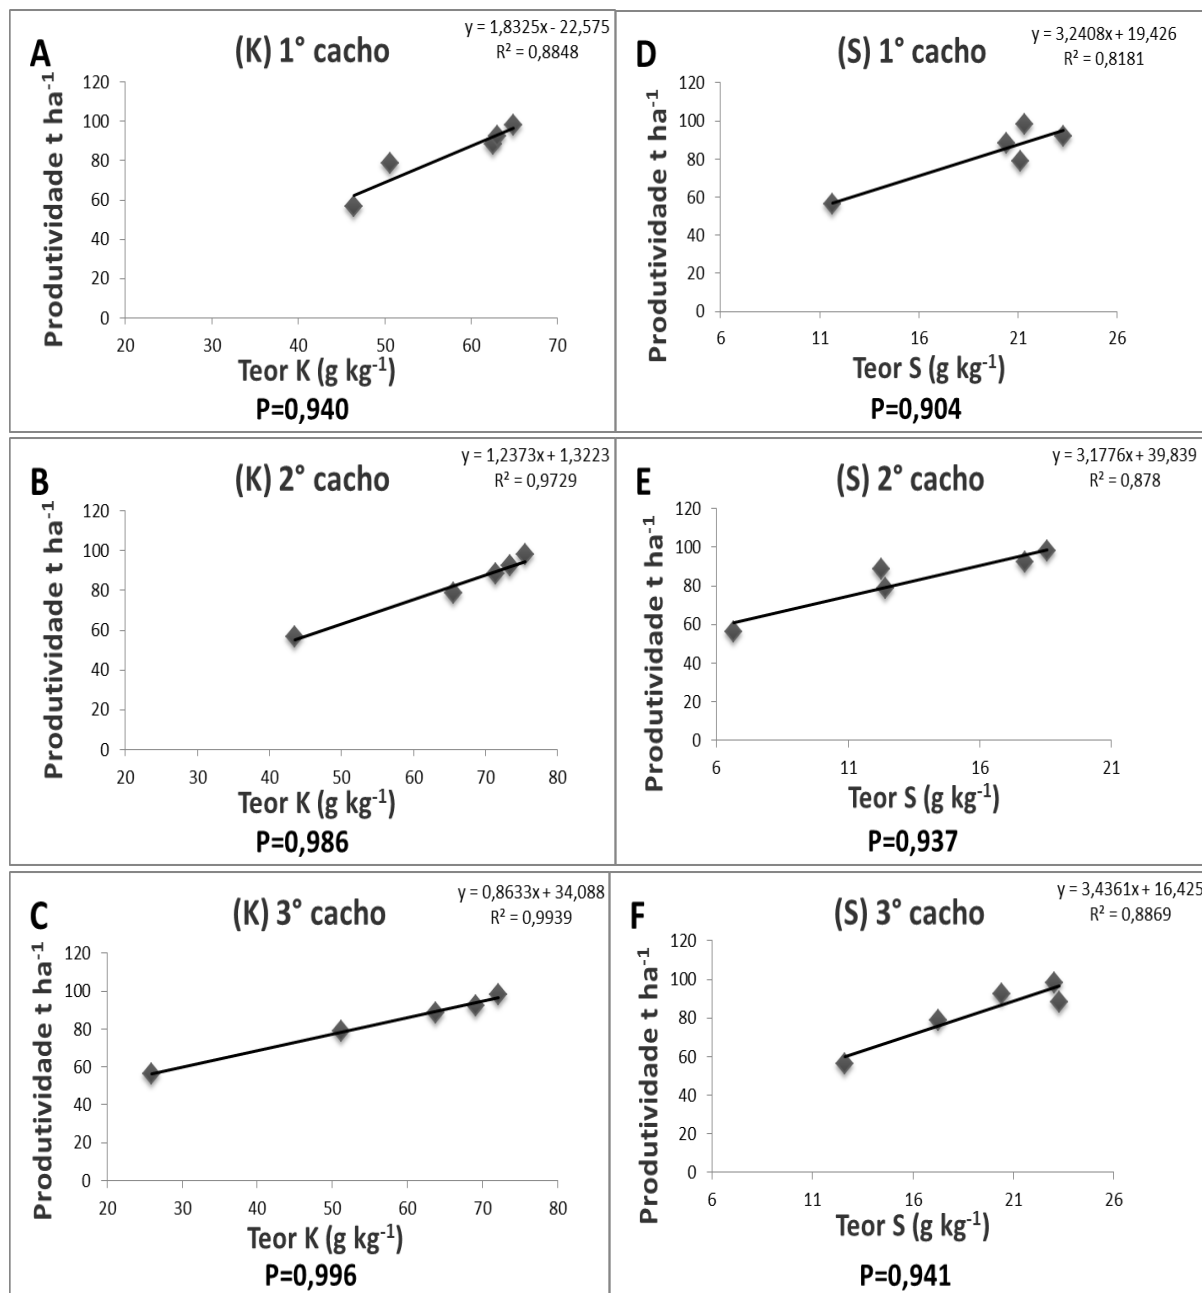 A
(K) 1° cacho
y = 1,8325x - 22,575
R² = 0,8848
Produtividade t ha⁻¹
120
100
80
60
40
20
0
20 30 40 50 60 70
Teor K (g kg⁻¹)
P=0,940
D
(S) 1° cacho
y = 3,2408x + 19,426
R² = 0,8181
Produtividade t ha⁻¹
120
100
80
60
40
20
0
6 11 16 21 26
Teor S (g kg⁻¹)
P=0,904
B
(K) 2° cacho
y = 1,2373x + 1,3223
R² = 0,9729
Produtividade t ha⁻¹
120
100
80
60
40
20
0
20 30 40 50 60 70 80
Teor K (g kg⁻¹)
P=0,986
E
(S) 2° cacho
y = 3,1776x + 39,839
R² = 0,878
Produtividade t ha⁻¹
120
100
80
60
40
20
0
6 11 16 21
Teor S (g kg⁻¹)
P=0,937
C
(K) 3° cacho
y = 0,8633x + 34,088
R² = 0,9939
Produtividade t ha⁻¹
120
100
80
60
40
20
0
20 30 40 50 60 70 80
Teor K (g kg⁻¹)
P=0,996
F
(S) 3° cacho
y = 3,4361x + 16,425
R² = 0,8869
Produtividade t ha⁻¹
120
100
80
60
40
20
0
6 11 16 21 26
Teor S (g kg⁻¹)
P=0,941